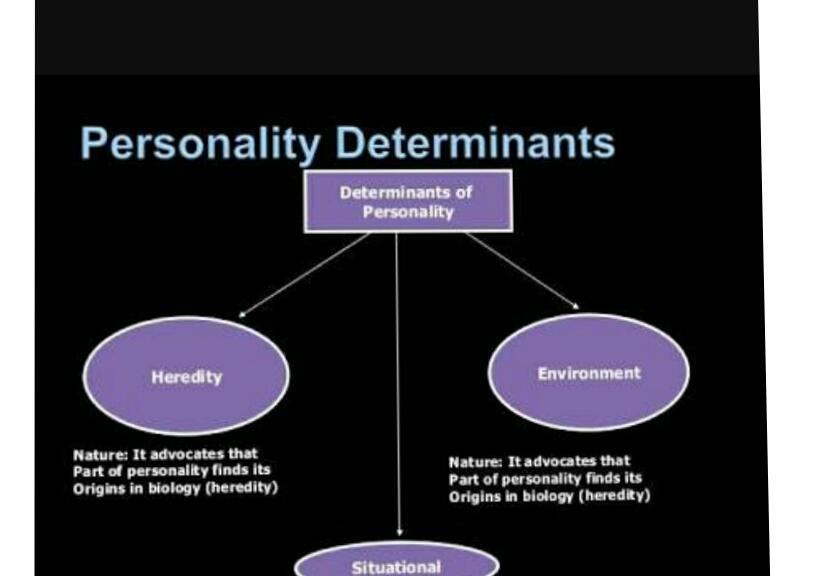 Personality Determinants
Determinants of
Personality
Heredity
Environment
Nature: It advocates that
Part of personality finds its
Origins in biology (heredity)
Nature: It advocates that
Part of personality finds its
Origins in biology (heredity)
Situational